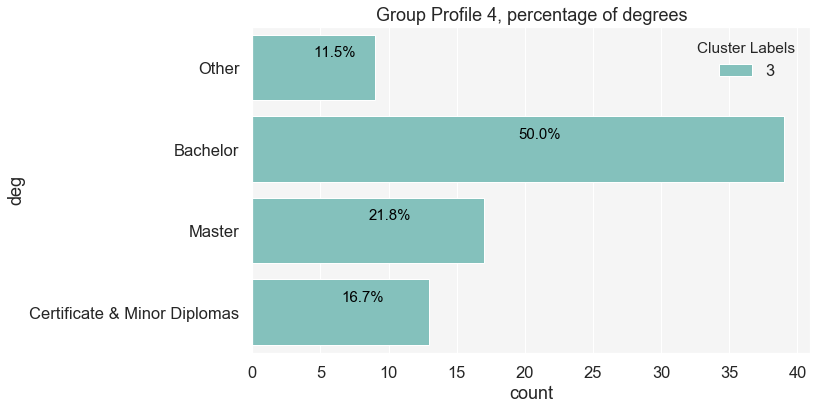 Group Profile 4, percentage of degrees
Cluster Labels
3
Other
11.5%
Bachelor
50.0%
Master
21.8%
Certificate & Minor Diplomas
16.7%
deg
0 5 10 15 20 25 30 35 40
count